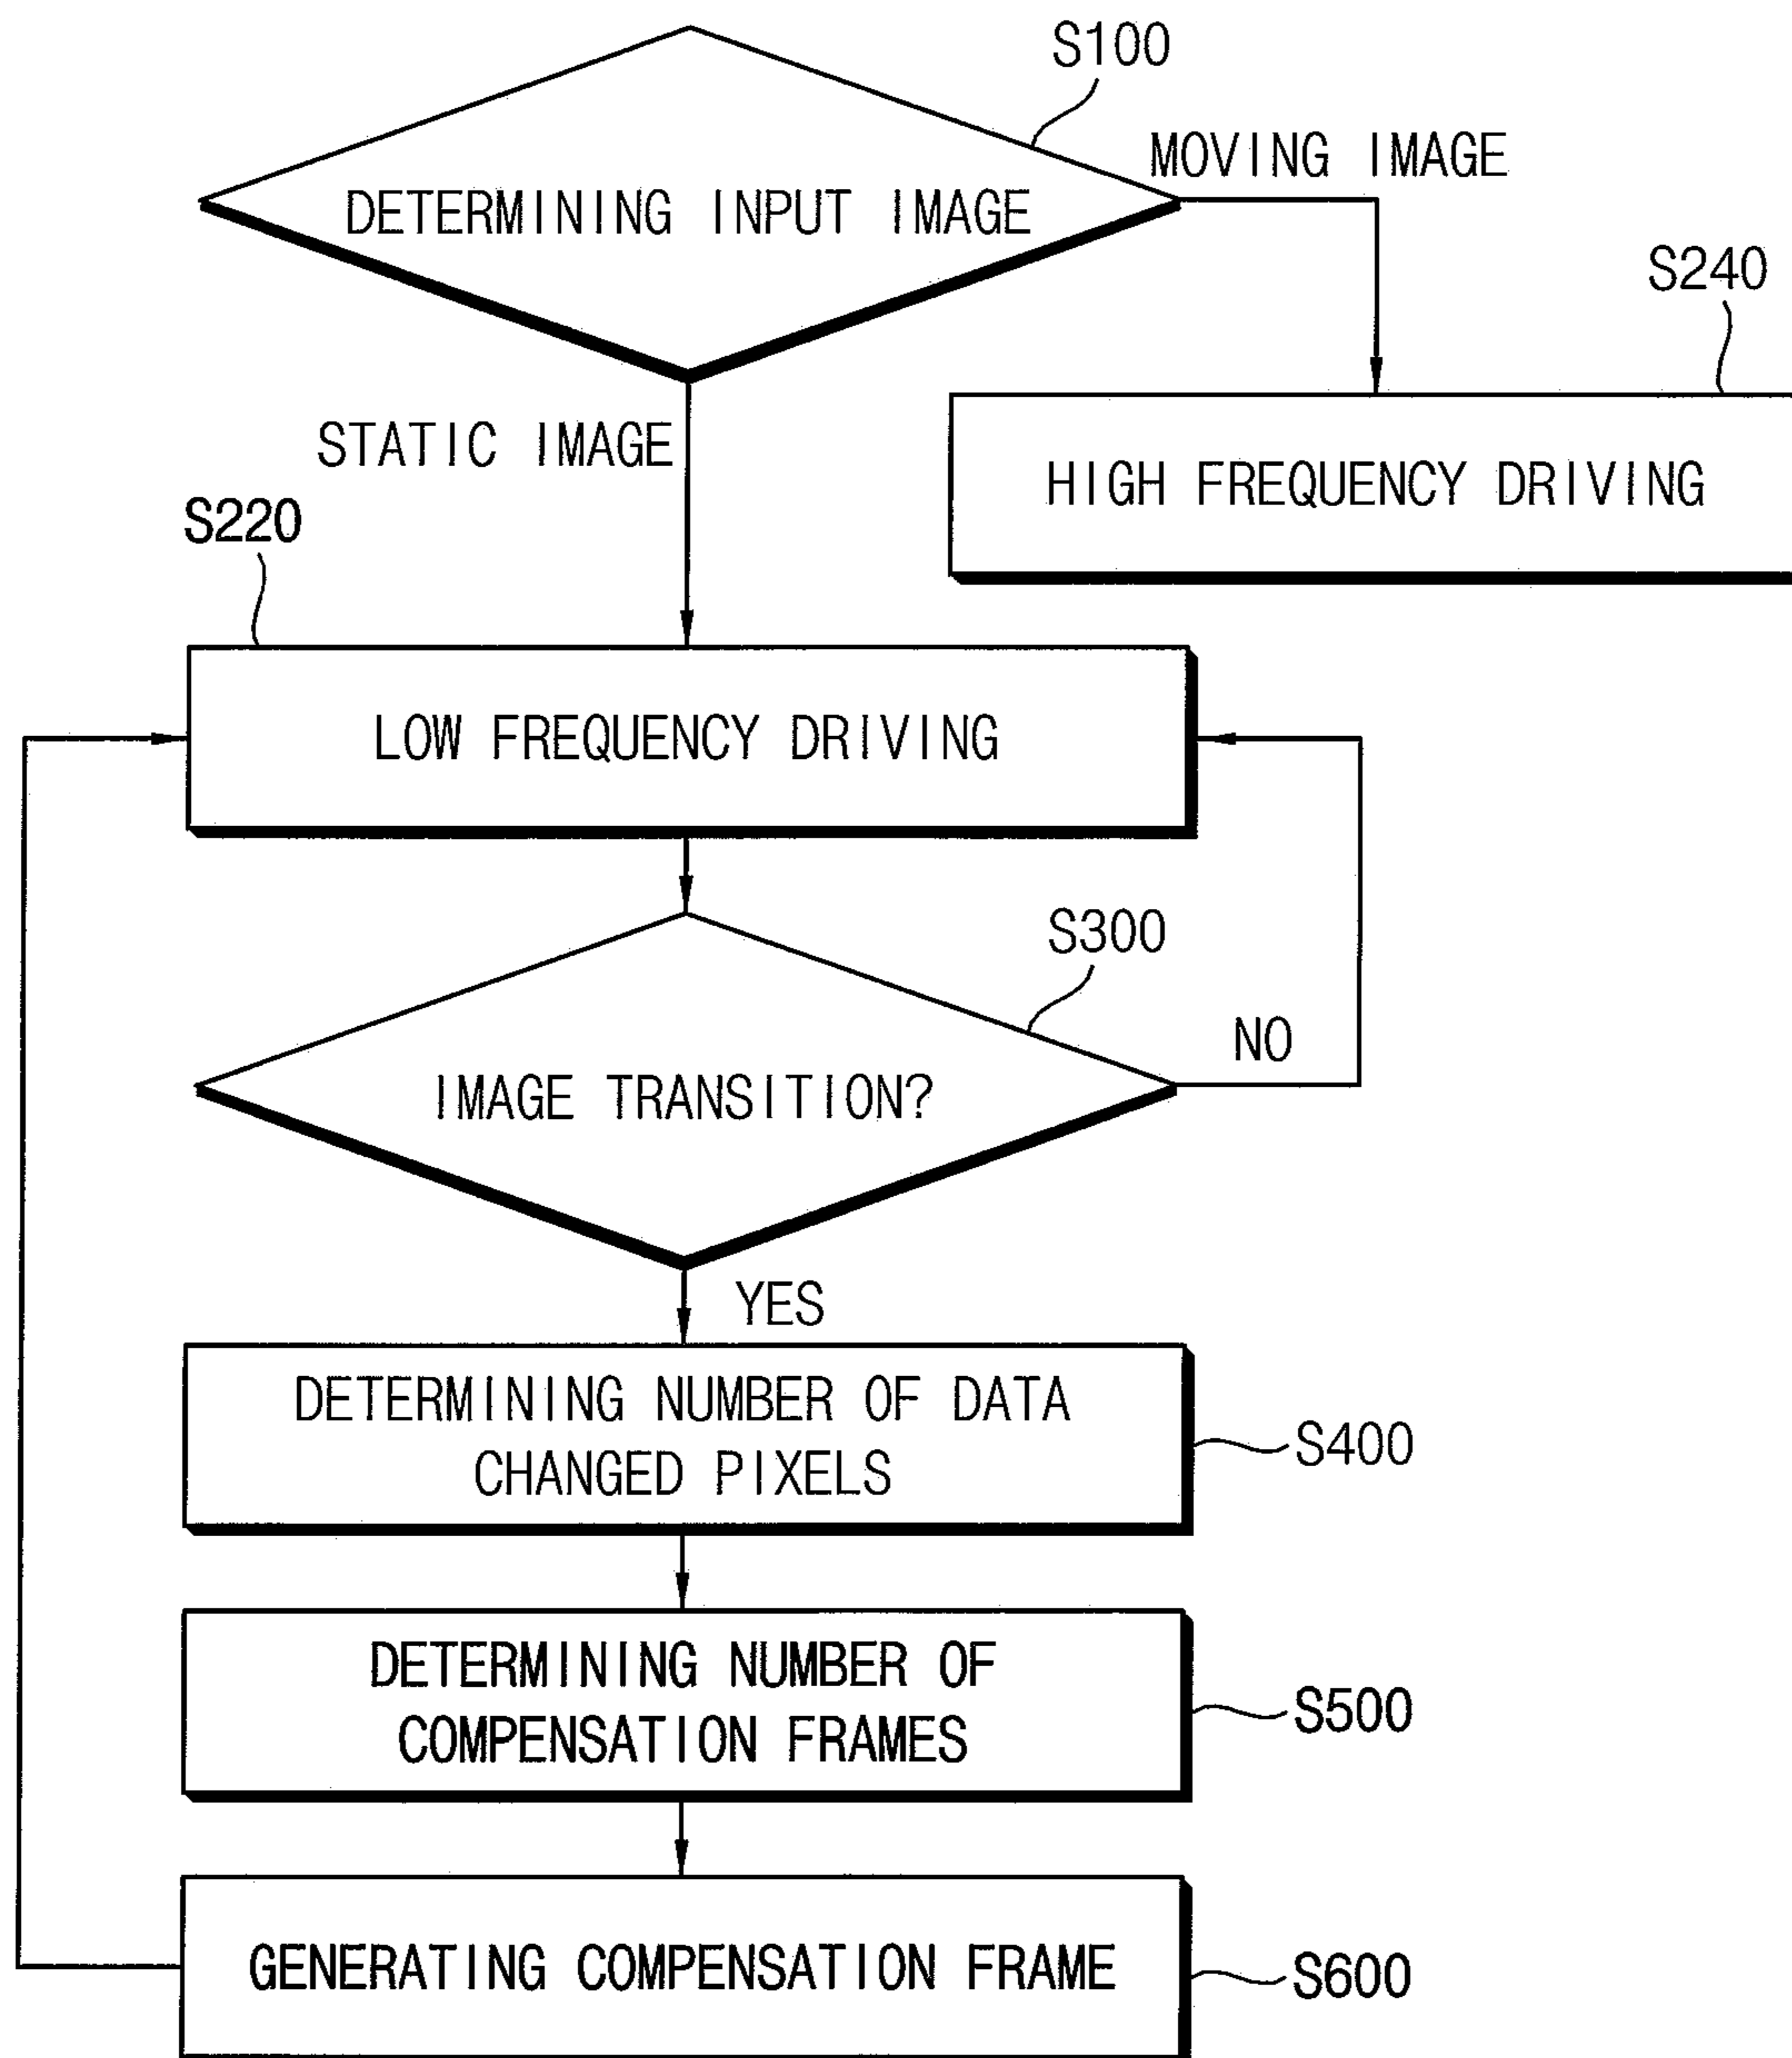 S100
MOVING IMAGE
DETERMINING INPUT IMAGE
S240
STATIC IMAGE
HIGH FREQUENCY DRIVING
S220
LOW FREQUENCY DRIVING
S300
NO
IMAGE TRANSITION?
YES
DETERMINING NUMBER OF DATA
CHANGED PIXELS
S400
DETERMINING NUMBER OF
COMPENSATION FRAMES
S500
GENERATING COMPENSATION FRAME
S600